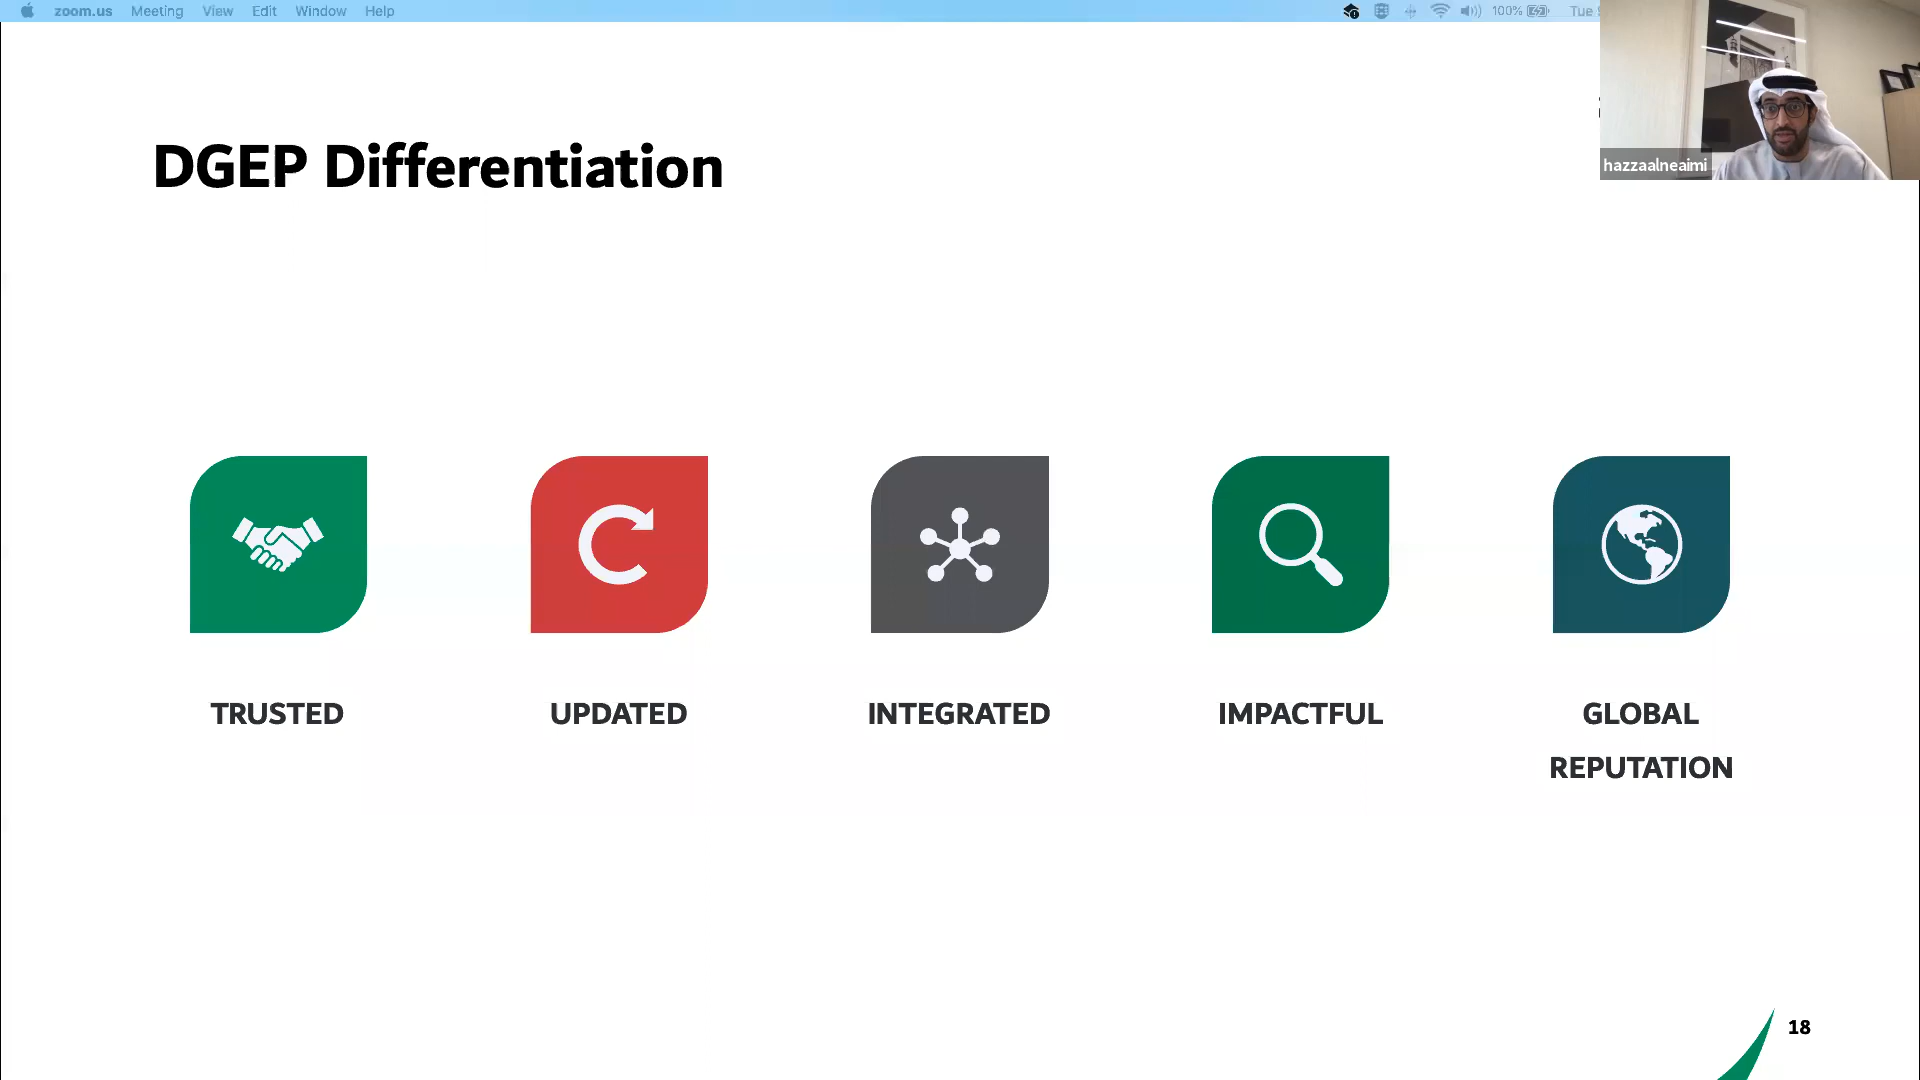 zoom.us Meeting View Edit Window Help 100% Tue
hazzaalneaimi
DGEP Differentiation
TRUSTED UPDATED INTEGRATED IMPACTFUL GLOBAL
REPUTATION
18